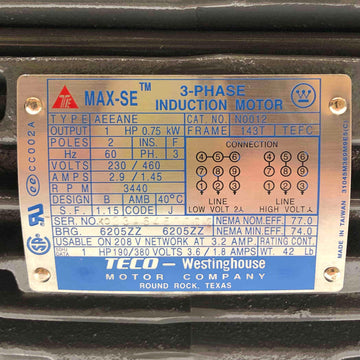 MAX-SE™ 3-PHASE
INDUCTION MOTOR
TYPE AEEANE CAT. NO. N0012
OUTPUT 1 HP 0.75 kW FRAME 143T TEFC
POLES 2 INS. F CONNECTION
Hz 60 PH. 3
VOLTS 230 / 460
AMPS 2.9 / 1.45
RPM 3440
DESIGN B AMB 40°C
S.F. 1.15 CODE J
LOW VOLT. HIGH VOLT.
SER. NO. NEMA NOM. EFF. 77.0
BRG. 6205ZZ 6205ZZ NEMA MIN. EFF. 74.0
USABLE ON 208 V NETWORK AT 3.2 AMP. RATING CONT.
50Hz DATA 1 HP 190/380 VOLTS 3.6 / 1.8 AMPS WT. 42 Lb
TECO – Westinghouse
MOTOR COMPANY
ROUND ROCK, TEXAS
CC002A
MADE IN TAIWAN